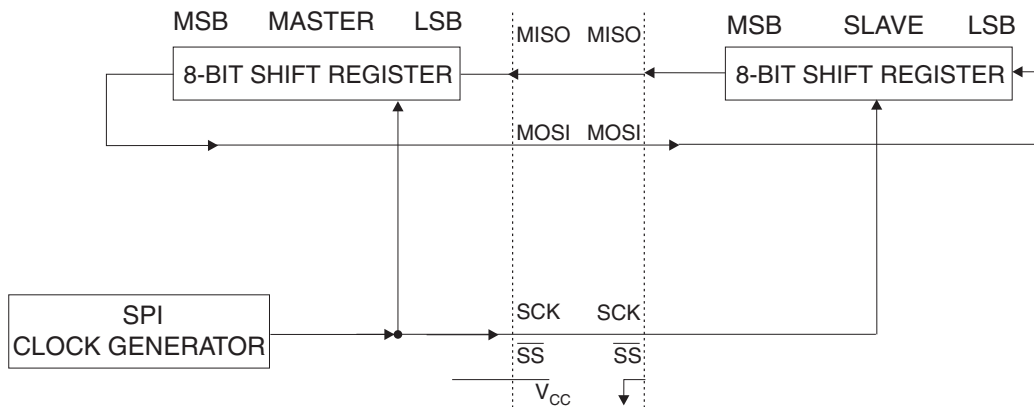 MSB MASTER LSB
MISO MISO
MSB SLAVE LSB
8-BIT SHIFT REGISTER
8-BIT SHIFT REGISTER
MOSI MOSI
SPI
CLOCK GENERATOR
SCK SCK
SS SS
VCC